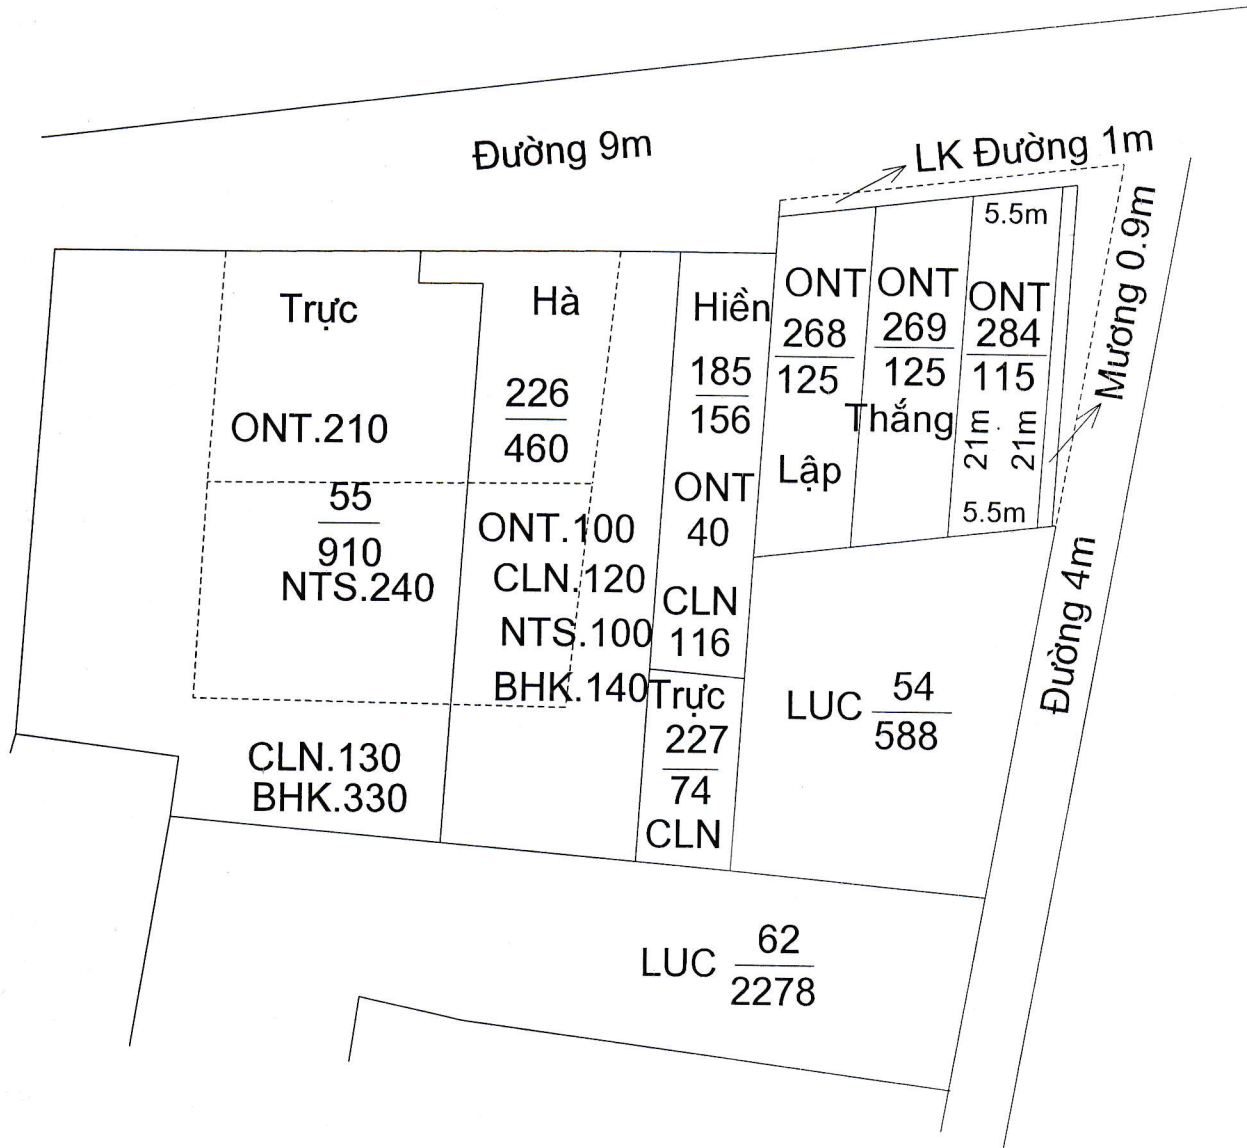 Đường 9m
LK Đường 1m
Mương 0.9m
Đường 4m
Trực
ONT.210
55
910
NTS.240
CLN.130
BHK.330
Hà
226
460
ONT.100
CLN.120
NTS.100
BHK.140
Hiền
185
156
ONT
40
CLN
116
Trực
227
74
CLN
ONT
268
125
Lập
ONT
269
125
Thắng
5.5m
ONT
284
115
21m
21m
5.5m
LUC
54
588
LUC
62
2278